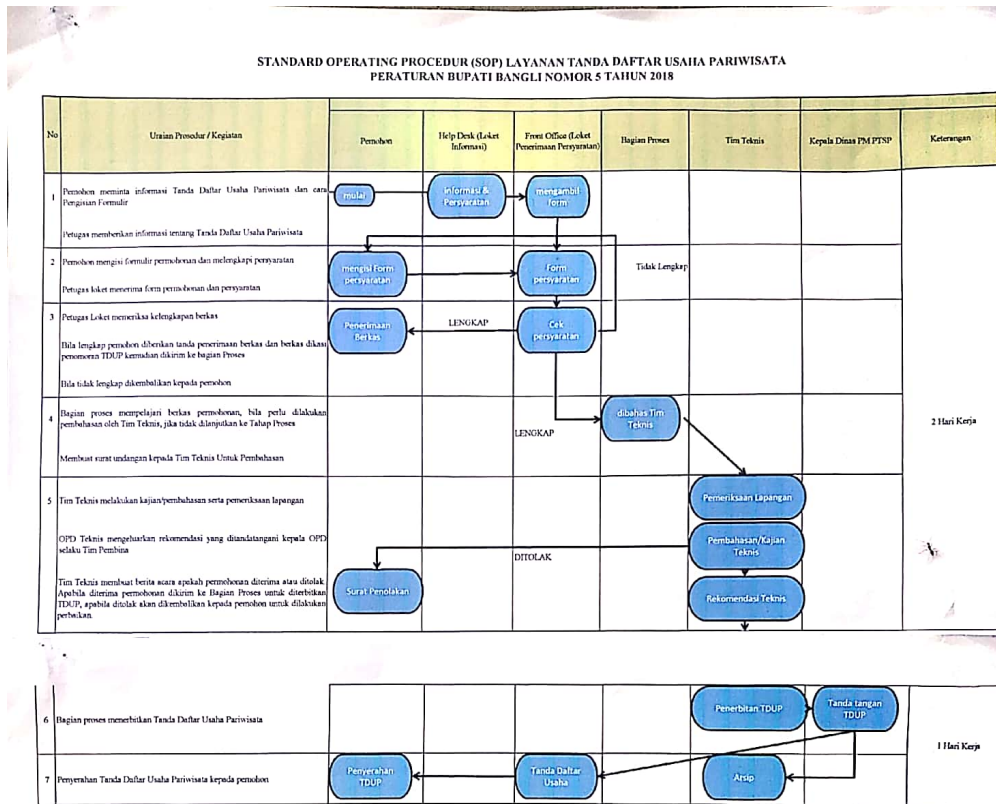 STANDARD OPERATING PROCEDUR (SOP) LAYANAN TANDA DAFTAR USAHA PARIWISATA
PERATURAN BUPATI BANGLI NOMOR 5 TAHUN 2018
No
Uraian Prosedur / Kegiatan
Pemohon
Help Desk (Loket
Informasi)
Front Office (Loket
Penerimaan Persyaratan)
Bagian Proses
Tim Teknis
Kepala Dinas PM PTSP
Keterangan
1
Pemohon meminta informasi Tanda Daftar Usaha Pariwisata dan cara
Pengisian Formulir
Petugas memberikan informasi tentang Tanda Daftar Usaha Pariwisata
mulai
Informasi &
Persyaratan
mengambil
form
2
Pemohon mengisi formulir permohonan dan melengkapi persyaratan
Petugas loket menerima form permohonan dan persyaratan
mengisi Form
persyaratan
Form
persyaratan
Tidak Lengkap
3
Petugas Loket memeriksa kelengkapan berkas
Bila lengkap pemohon diberikan tanda penerimaan berkas dan berkas dikasi
penomoran TDUP kemudian dikirim ke bagian Proses
Bila tidak lengkap dikembalikan kepada pemohon
Penerimaan
Berkas
LENGKAP
Cek
persyaratan
4
Bagian proses mempelajari berkas permohonan, bila perlu dilakukan
pembahasan oleh Tim Teknis, jika tidak dilanjutkan ke Tahap Proses
Membuat surat undangan kepada Tim Teknis Untuk Pembahasan
LENGKAP
dibahas Tim
Teknis
2 Hari Kerja
5
Tim Teknis melakukan kajian/pembahasan serta pemeriksaan lapangan
OPD Teknis mengeluarkan rekomendasi yang ditandatangani kepala OPD
selaku Tim Pembina
Tim Teknis membuat berita acara apakah permohonan diterima atau ditolak.
Apabila diterima permohonan dikirim ke Bagian Proses untuk diterbitkan
TDUP, apabila ditolak akan dikembalikan kepada pemohon untuk dilakukan
perbaikan.
Surat Penolakan
DITOLAK
Pemeriksaan Lapangan
Pembahasan/Kajian
Teknis
Rekomendasi Teknis
6
Bagian proses menerbitkan Tanda Daftar Usaha Pariwisata
Penerbitan TDUP
Tanda tangan
TDUP
1 Hari Kerja
7
Penyerahan Tanda Daftar Usaha Pariwisata kepada pemohon
Penyerahan
TDUP
Tanda Daftar
Usaha
Arsip